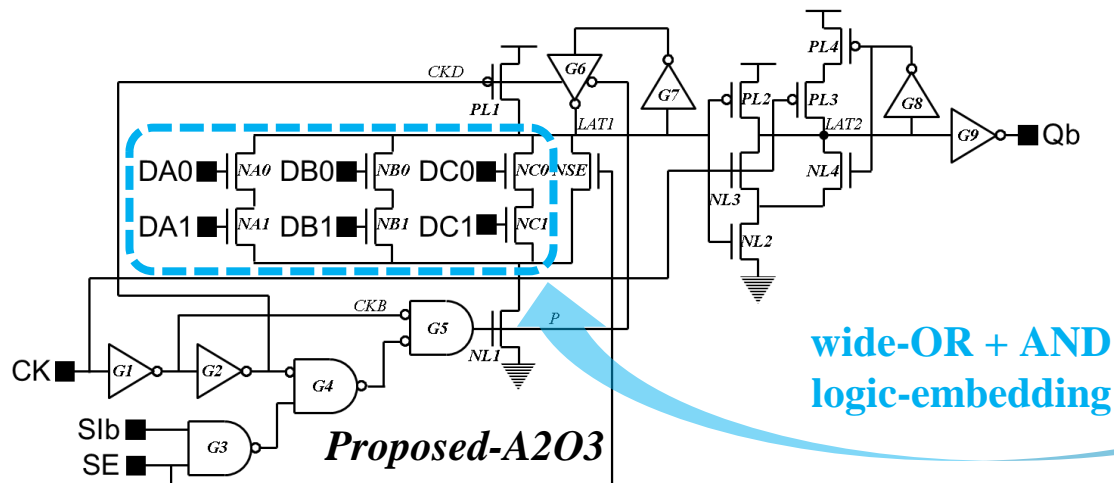 PL4
CKD
G6
G7
PL1
PL2
PL3
G8
LAT1
LAT2
G9
Qb
DA0
NA0
DB0
NB0
DC0
NC0
NSE
NL3
NL4
DA1
NA1
DB1
NB1
DC1
NC1
NL2
CKB
G5
P
NL1
CK
G1
G2
G4
wide-OR + AND
logic-embedding
SIb
G3
SE
Proposed-A2O3